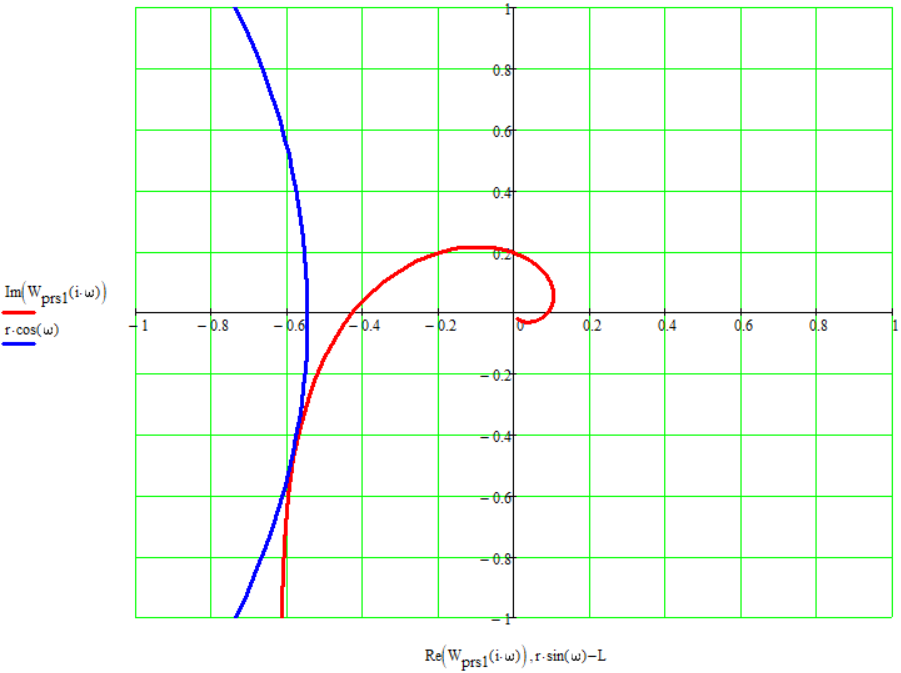 1
0.8
0.6
0.4
0.2
Im(W_prs1(i·ω))
r·cos(ω)
− 1 − 0.8 − 0.6 − 0.4 − 0.2 0 0.2 0.4 0.6 0.8 1
− 0.2
− 0.4
− 0.6
− 0.8
− 1
Re(W_prs1(i·ω)),r·sin(ω)−L